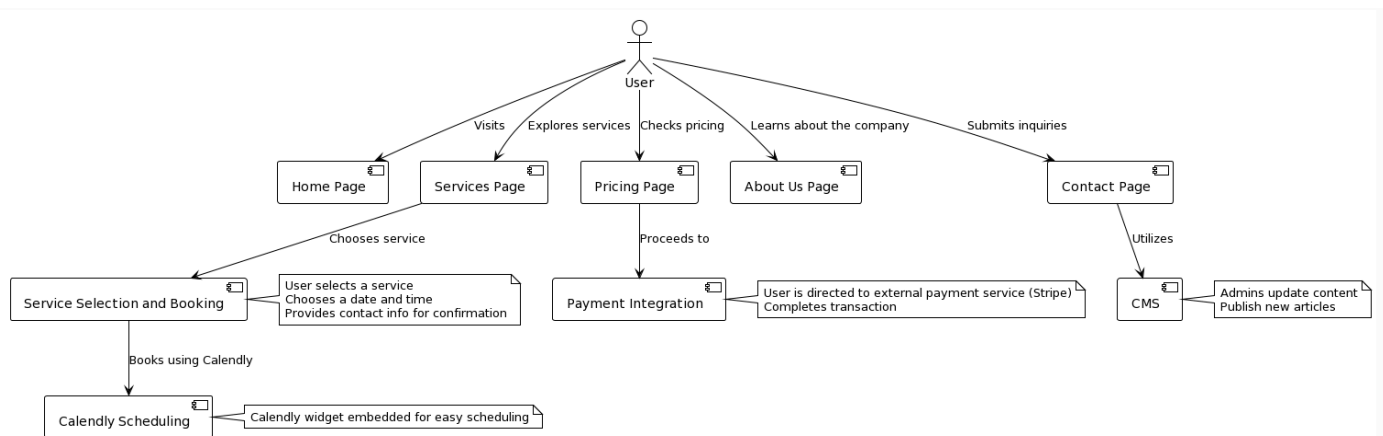 User
Visits
Explores services
Checks pricing
Learns about the company
Submits inquiries
Home Page
Services Page
Pricing Page
About Us Page
Contact Page
Chooses service
Proceeds to
Utilizes
Service Selection and Booking
User selects a service
Chooses a date and time
Provides contact info for confirmation
Payment Integration
User is directed to external payment service (Stripe)
Completes transaction
CMS
Admins update content
Publish new articles
Books using Calendly
Calendly Scheduling
Calendly widget embedded for easy scheduling